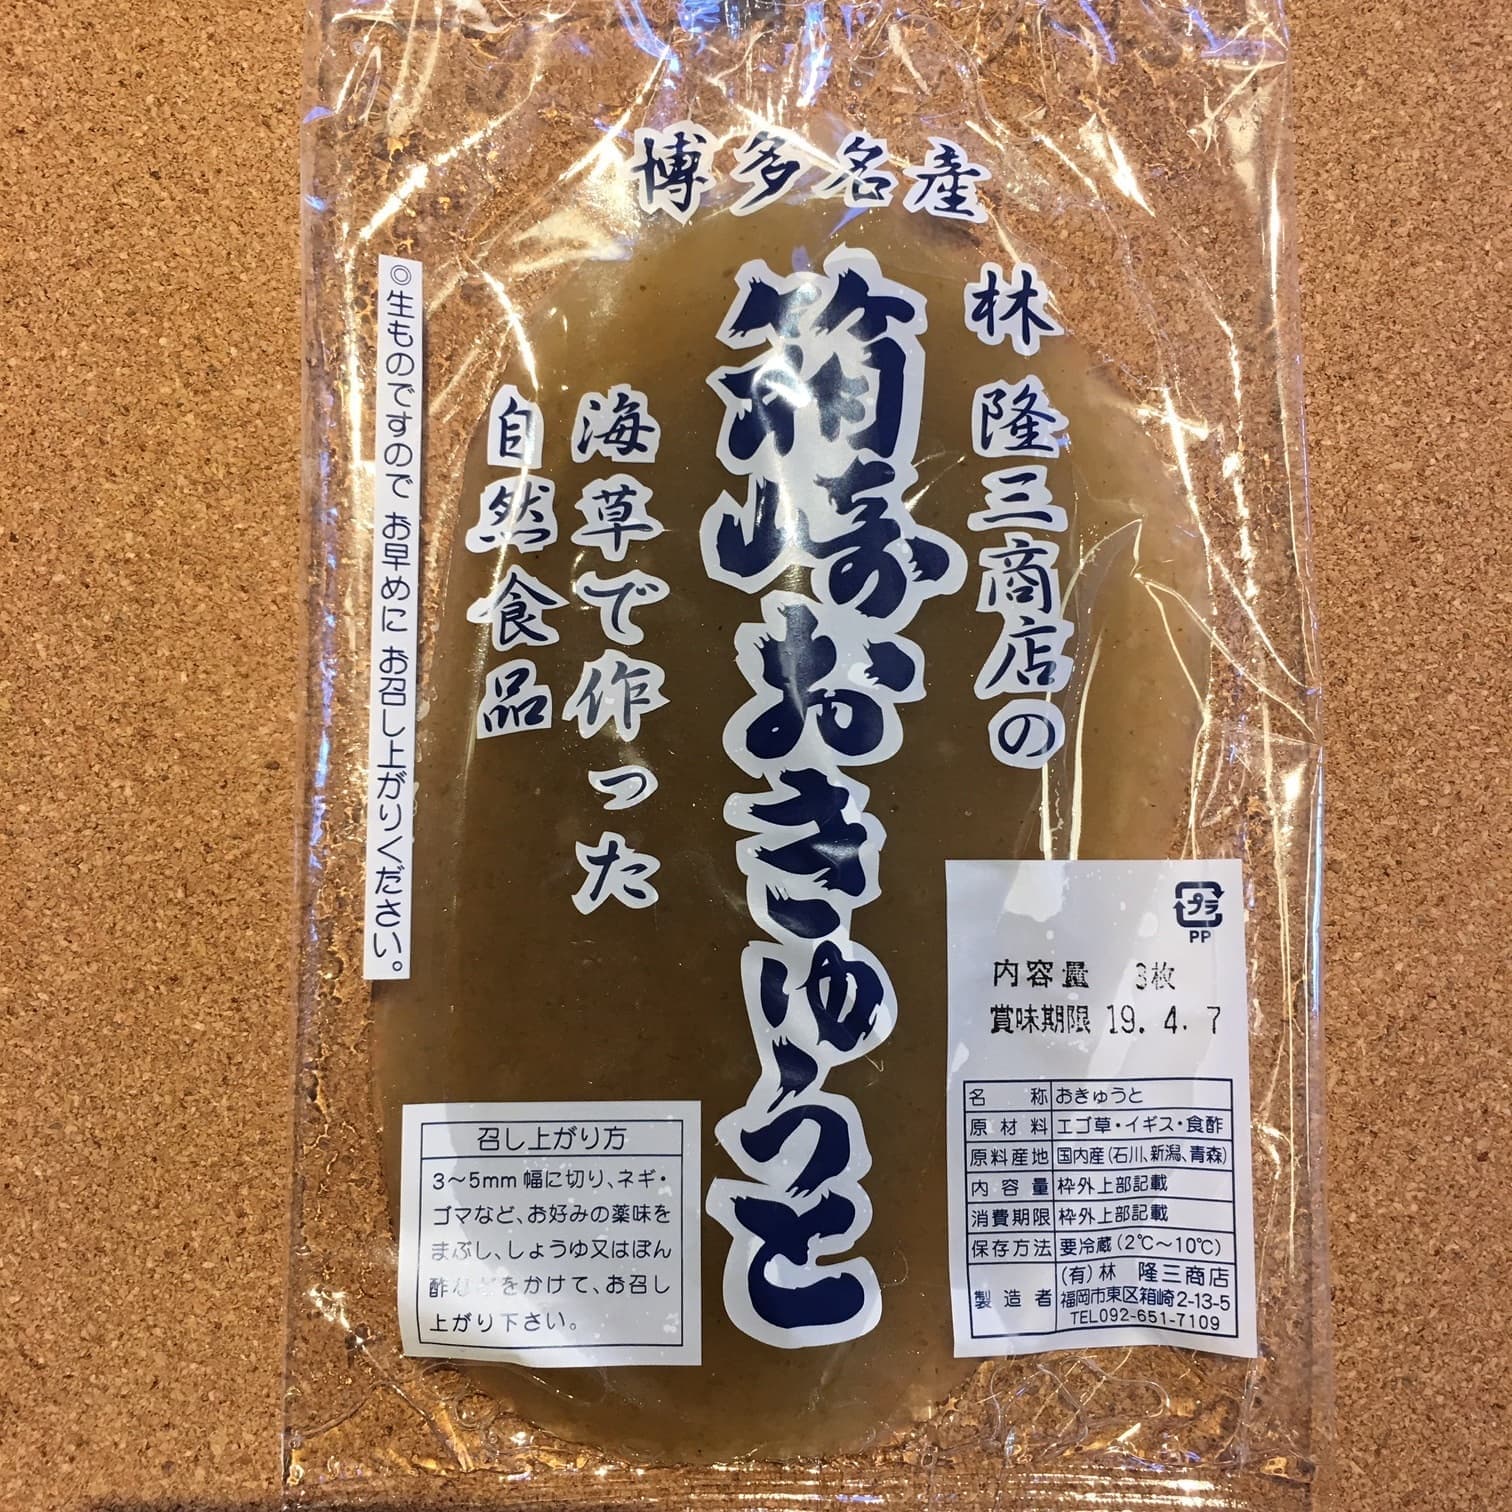 博多名産
林隆三商店の
箱崎おきゅうと
海草で作った
自然食品
◎生ものですので お早めに お召し上がりください。
プラ
PP
内容量 3枚
賞味期限 19.4.7
名称 おきゅうと
原材料 エゴ草・イギス・食酢
原料産地 国内産(石川、新潟、青森)
内容量 枠外上部記載
消費期限 枠外上部記載
保存方法 要冷蔵(2℃～10℃)
製造者 (有)林 隆三商店
福岡市東区箱崎2-13-5
TEL092-651-7109
召し上がり方
3～5mm幅に切り、ネギ・
ゴマなど、お好みの薬味を
まぶし、しょうゆ又はぽん
酢などをかけて、お召し
上がり下さい。